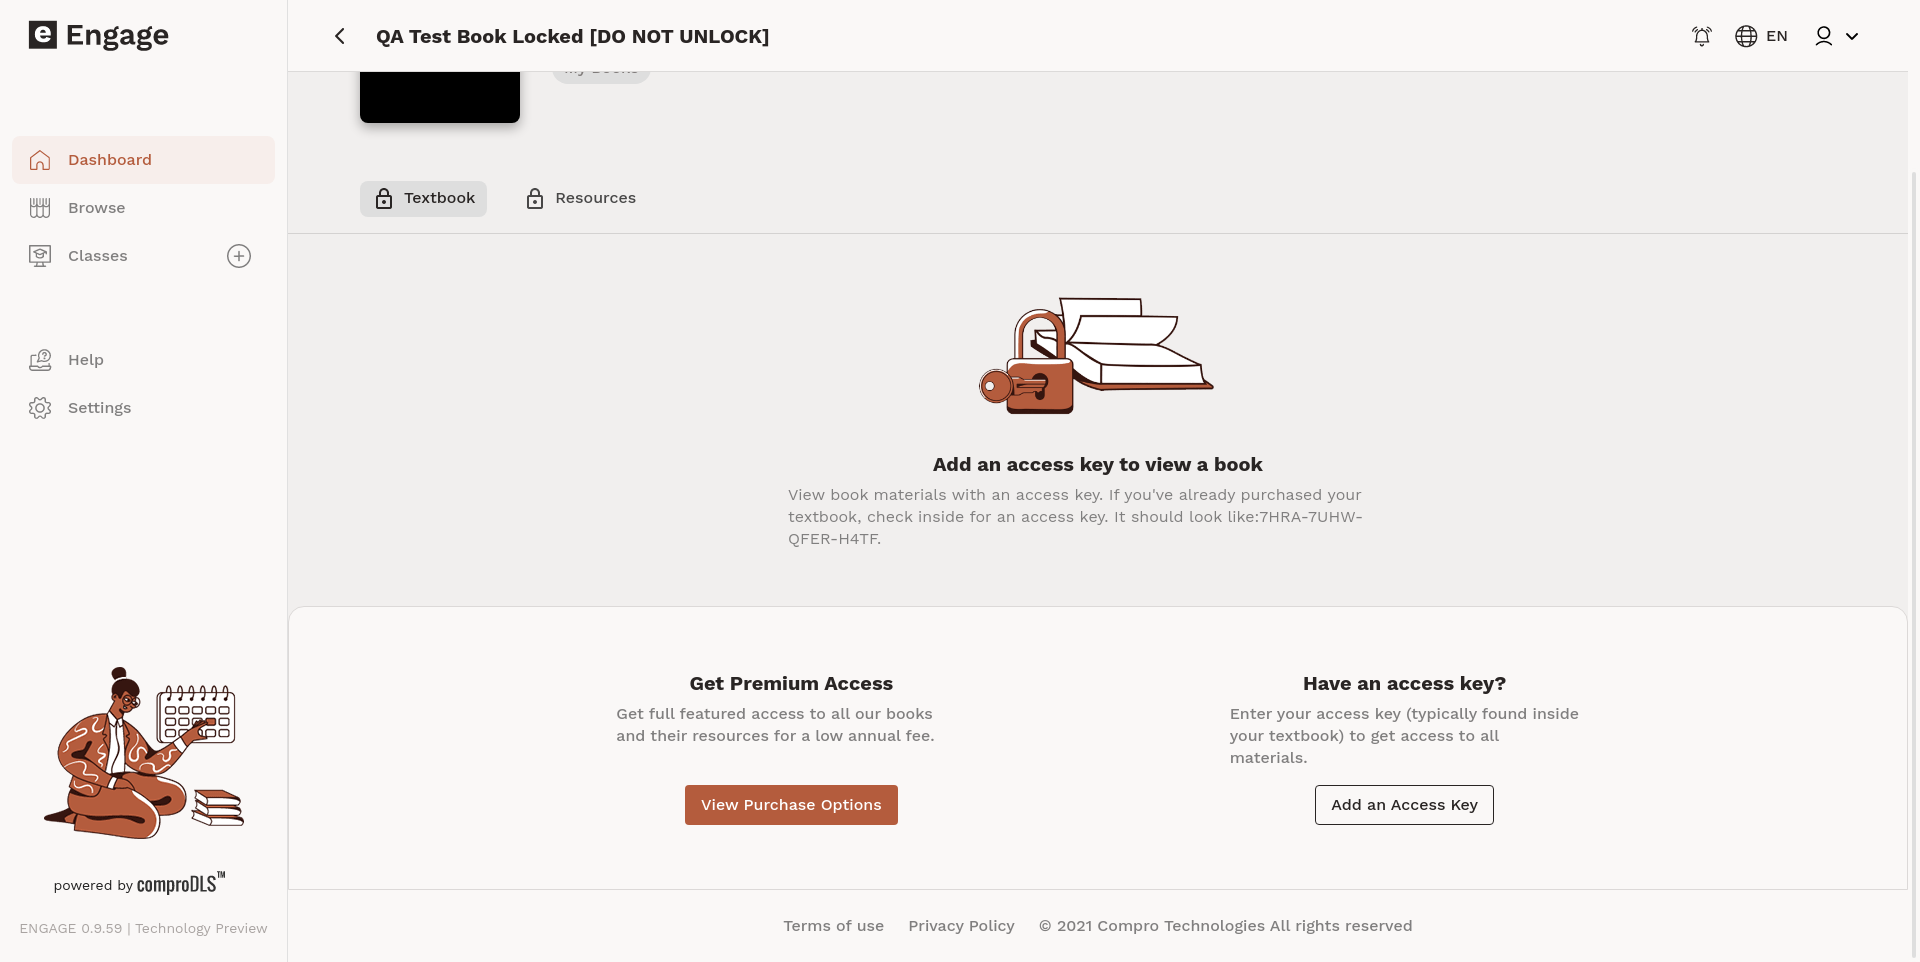 e Engage
QA Test Book Locked [DO NOT UNLOCK]
EN
My Books
Dashboard
Browse
Classes
Help
Settings
Textbook
Resources
Add an access key to view a book
View book materials with an access key. If you've already purchased your
textbook, check inside for an access key. It should look like:7HRA-7UHW-
QFER-H4TF.
Get Premium Access
Get full featured access to all our books
and their resources for a low annual fee.
View Purchase Options
Have an access key?
Enter your access key (typically found inside
your textbook) to get access to all
materials.
Add an Access Key
powered by comproDLS™
ENGAGE 0.9.59 | Technology Preview
Terms of use
Privacy Policy
© 2021 Compro Technologies All rights reserved